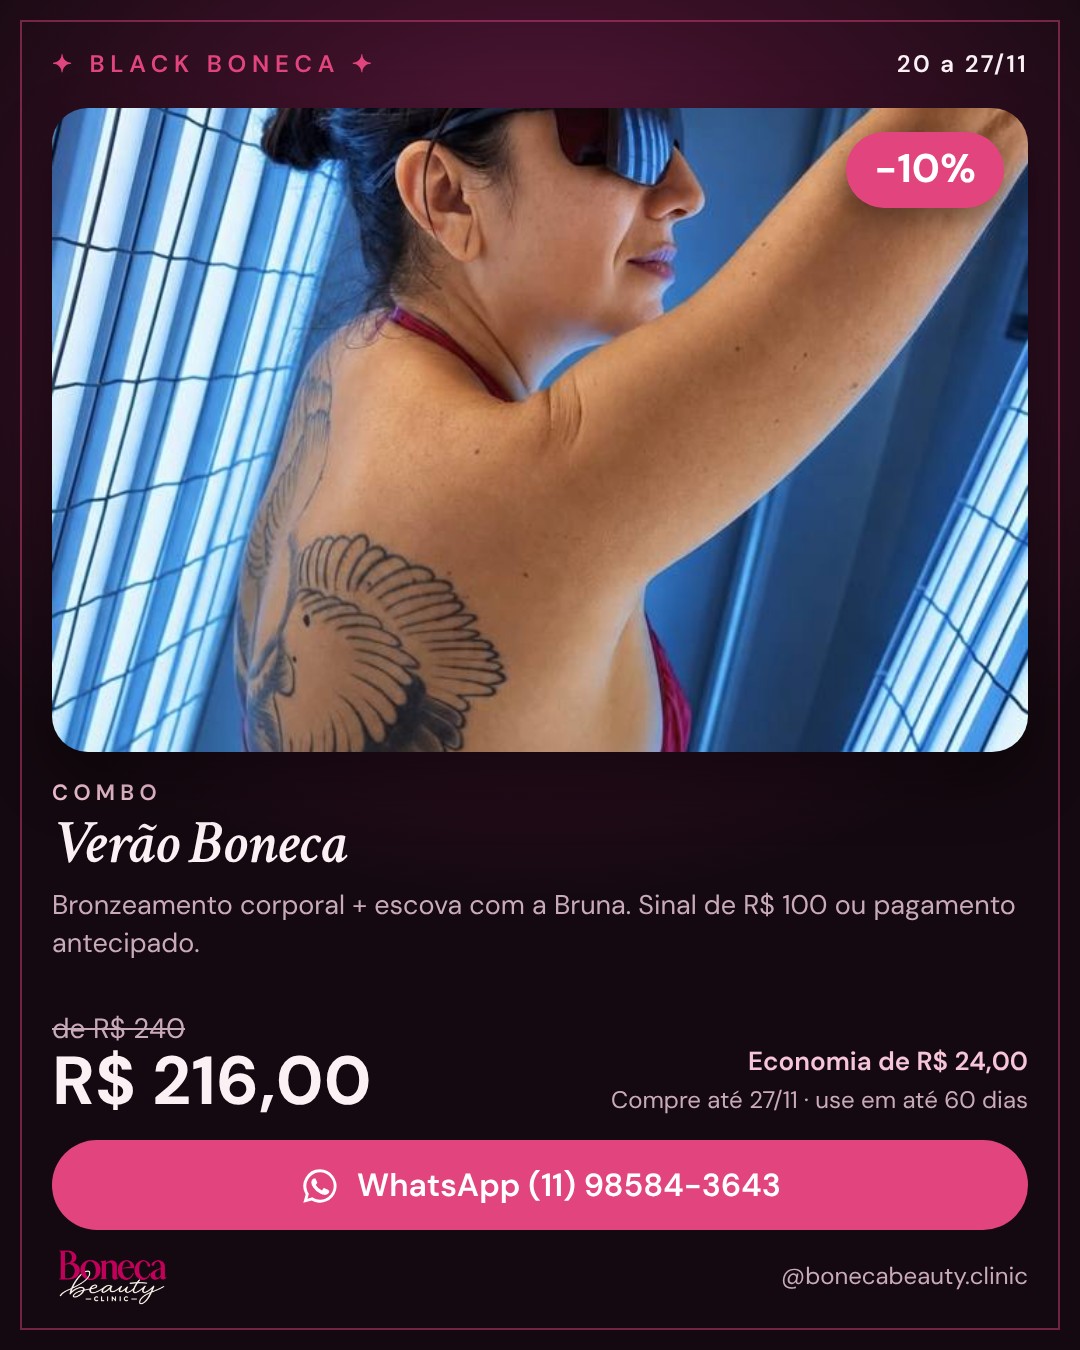 ✦ BLACK BONECA ✦
20 a 27/11
-10%
COMBO
Verão Boneca
Bronzeamento corporal + escova com a Bruna. Sinal de R$ 100 ou pagamento
antecipado.
de R$ 240
R$ 216,00
Economia de R$ 24,00
Compre até 27/11 · use em até 60 dias
WhatsApp (11) 98584-3643
Boneca
beauty
CLINIC
@bonecabeauty.clinic